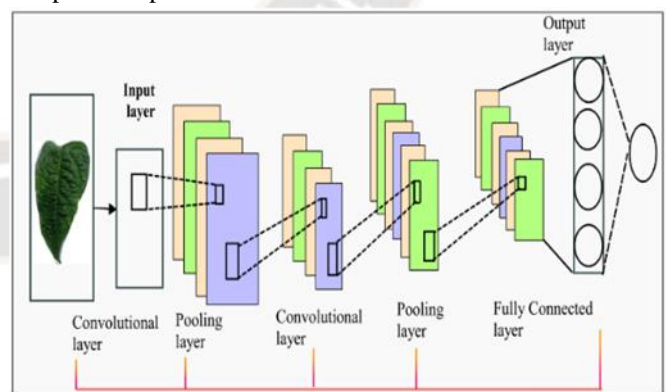 Output
layer
Input
layer
Convolutional
layer
Pooling
layer
Convolutional
layer
Pooling
layer
Fully Connected
layer